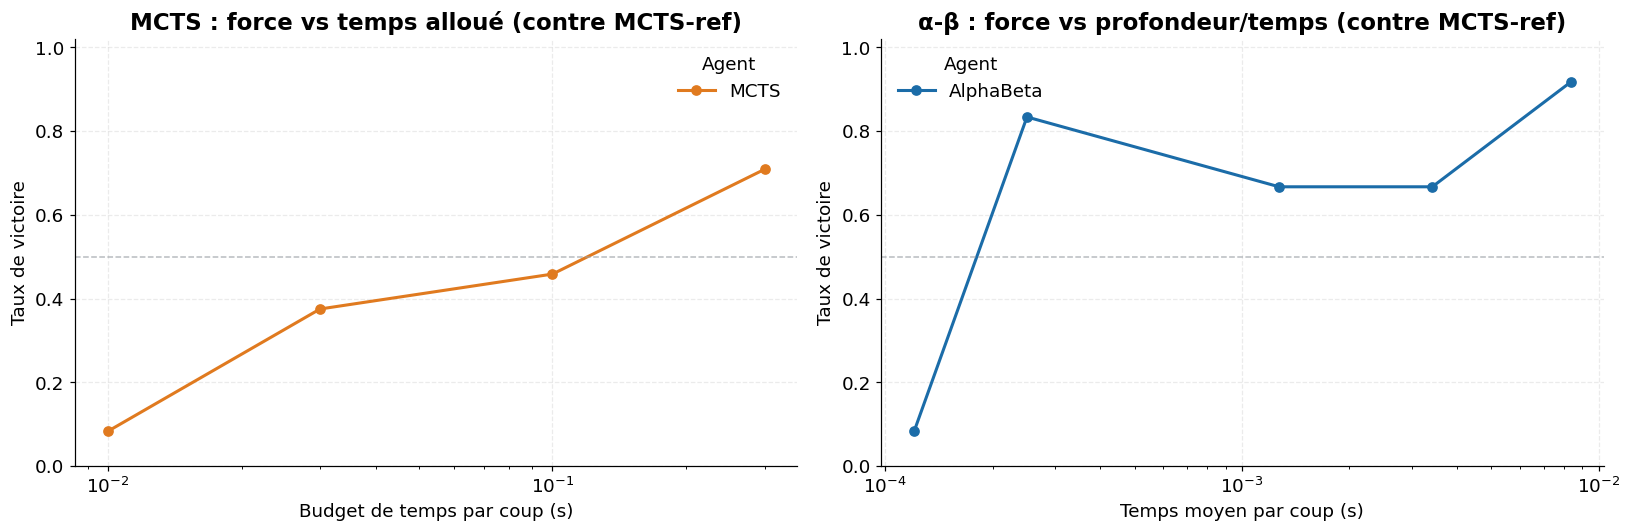 MCTS : force vs temps alloué (contre MCTS-ref)
Agent
MCTS
1.0
0.8
0.6
0.4
0.2
0.0
Taux de victoire
10⁻²
10⁻¹
Budget de temps par coup (s)
α-β : force vs profondeur/temps (contre MCTS-ref)
Agent
AlphaBeta
1.0
0.8
0.6
0.4
0.2
0.0
Taux de victoire
10⁻⁴
10⁻³
10⁻²
Temps moyen par coup (s)